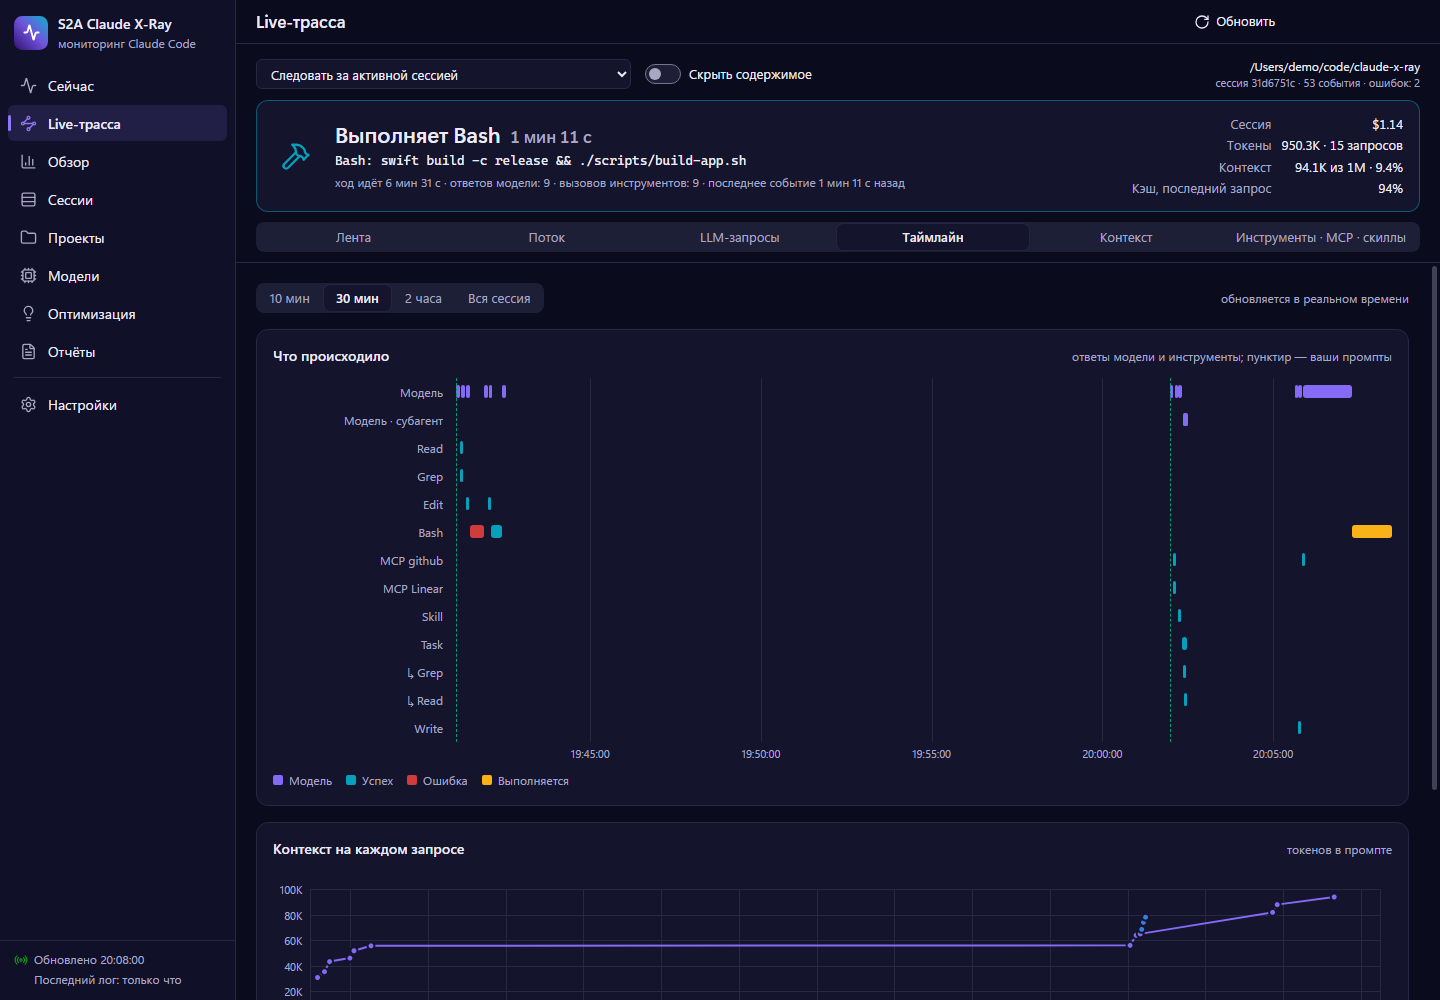 S2A Claude X-Ray
мониторинг Claude Code
Сейчас
Live-трасса
Обзор
Сессии
Проекты
Модели
Оптимизация
Отчёты
Настройки
Обновлено 20:08:00
Последний лог: только что
Live-трасса
Обновить
Следовать за активной сессией
Скрыть содержимое
/Users/demo/code/claude-x-ray
сессия 31d6751c · 53 события · ошибок: 2
Выполняет Bash 1 мин 11 с
Bash: swift build -c release && ./scripts/build-app.sh
ход идёт 6 мин 31 с · ответов модели: 9 · вызовов инструментов: 9 · последнее событие 1 мин 11 с назад
Сессия $1.14
Токены 950.3K · 15 запросов
Контекст 94.1K из 1M · 9.4%
Кэш, последний запрос 94%
Лента Поток LLM-запросы Таймлайн Контекст Инструменты · MCP · скиллы
10 мин 30 мин 2 часа Вся сессия
обновляется в реальном времени
Что происходило
ответы модели и инструменты; пунктир — ваши промпты
Модель
Модель · субагент
Read
Grep
Edit
Bash
MCP github
MCP Linear
Skill
Task
↳ Grep
↳ Read
Write
19:45:00 19:50:00 19:55:00 20:00:00 20:05:00
Модель Успех Ошибка Выполняется
Контекст на каждом запросе
токенов в промпте
100K
80K
60K
40K
20K